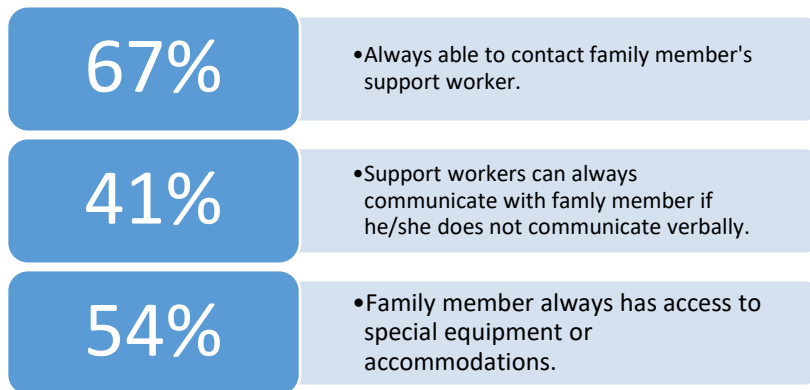 67%
•Always able to contact family member's
support worker.
41%
•Support workers can always
communicate with famly member if
he/she does not communicate verbally.
54%
•Family member always has access to
special equipment or
accommodations.